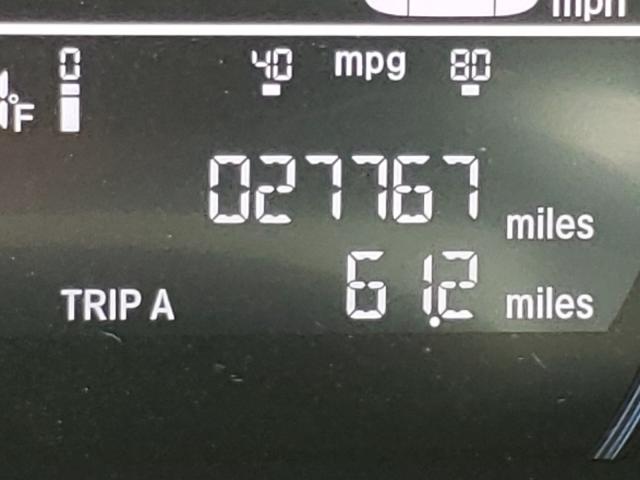 mph
0 40 mpg 80
°F
027767 miles
TRIP A 61.2 miles